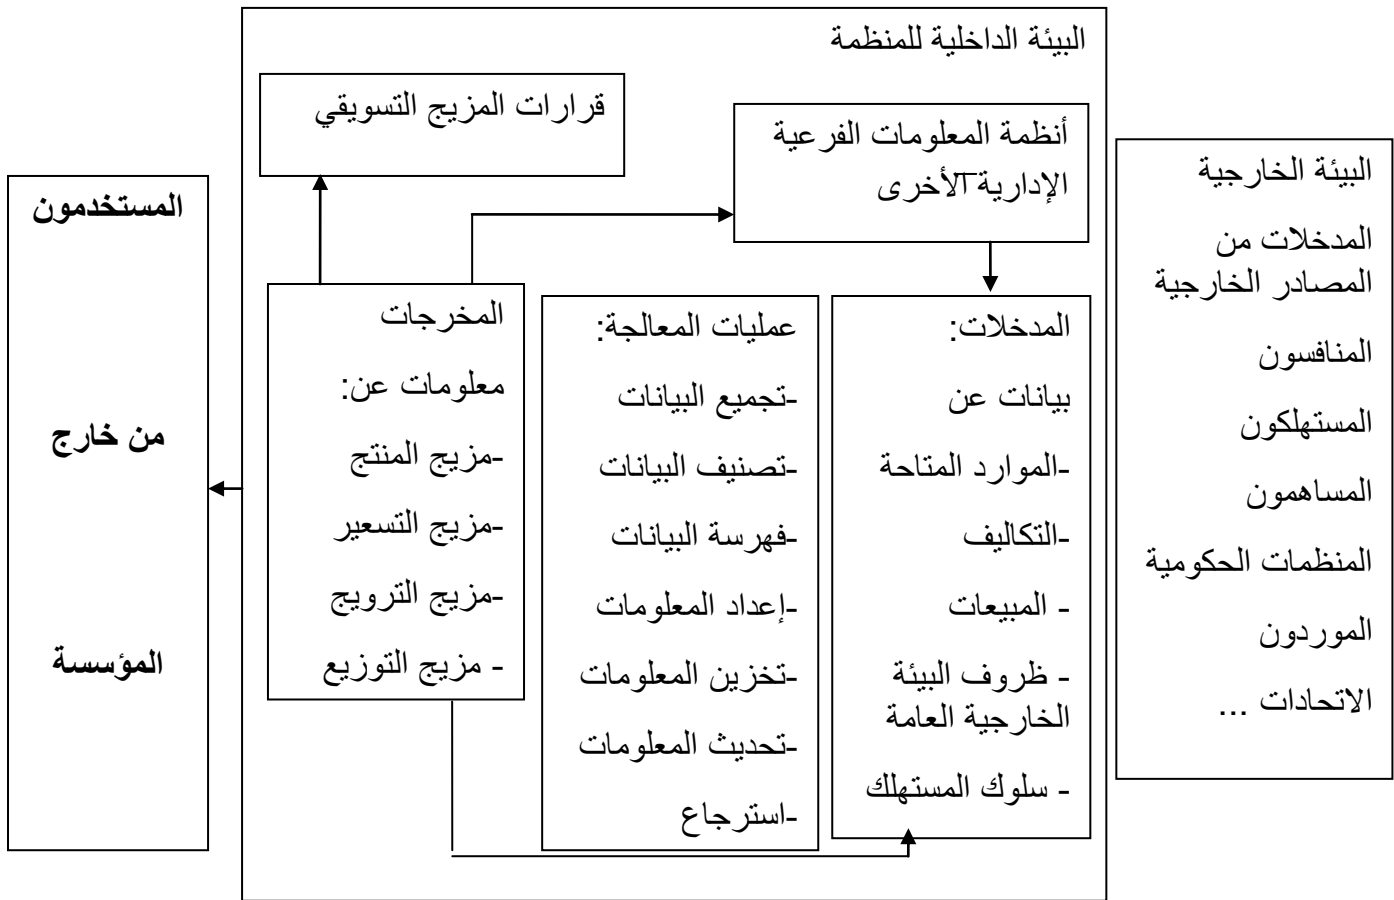 البيئة الداخلية للمنظمة
قرارات المزيج التسويقي
أنظمة المعلومات الفرعية
الإدارية الأخرى
البيئة الخارجية
المدخلات من
المصادر الخارجية
المنافسون
المستهلكون
المساهمون
المنظمات الحكومية
الموردون
الاتحادات ...
المدخلات:
بيانات عن
-الموارد المتاحة
-التكاليف
- المبيعات
- ظروف البيئة
الخارجية العامة
- سلوك المستهلك
عمليات المعالجة:
-تجميع البيانات
-تصنيف البيانات
-فهرسة البيانات
-إعداد المعلومات
-تخزين المعلومات
-تحديث المعلومات
-استرجاع
المخرجات
معلومات عن:
-مزيج المنتج
-مزيج التسعير
-مزيج الترويج
- مزيج التوزيع
المستخدمون
من خارج
المؤسسة